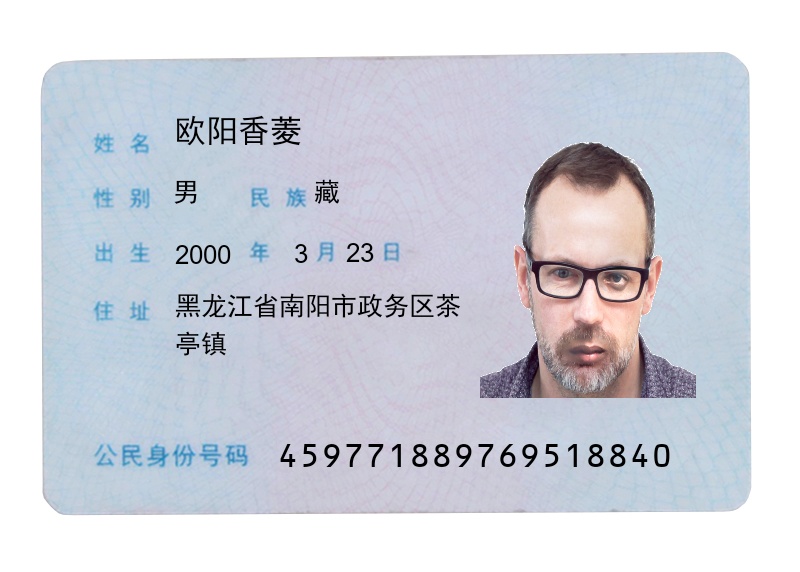 姓名 欧阳香菱
性别 男 民族 藏
出生 2000 年 3 月 23 日
住址 黑龙江省南阳市政务区茶
亭镇
公民身份号码 459771889769518840